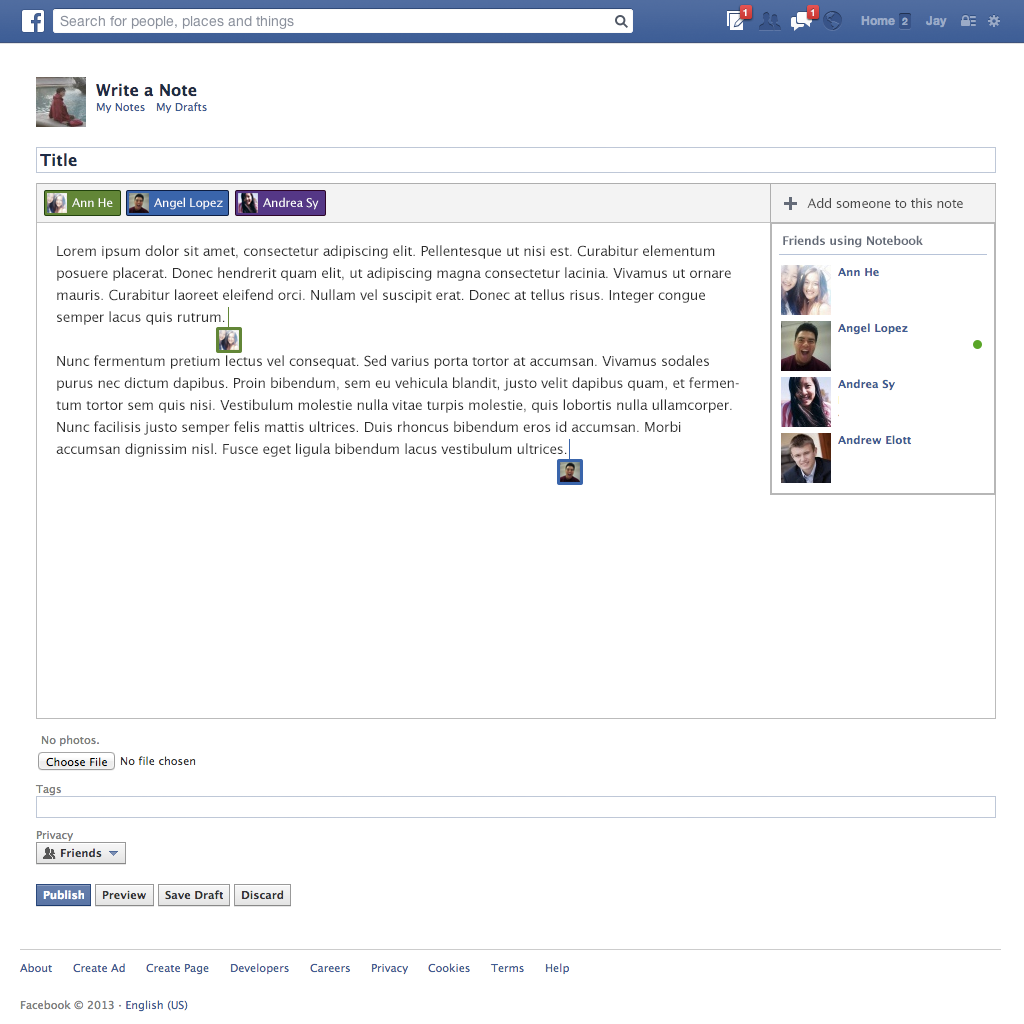 f Search for people, places and things 1 1 Home 2 Jay
Write a Note
My Notes My Drafts
Title
Ann He Angel Lopez Andrea Sy
Add someone to this note
Lorem ipsum dolor sit amet, consectetur adipiscing elit. Pellentesque ut nisi est. Curabitur elementum
posuere placerat. Donec hendrerit quam elit, ut adipiscing magna consectetur lacinia. Vivamus ut ornare
mauris. Curabitur laoreet eleifend orci. Nullam vel suscipit erat. Donec at tellus risus. Integer congue
semper lacus quis rutrum.
Nunc fermentum pretium lectus vel consequat. Sed varius porta tortor at accumsan. Vivamus sodales
purus nec dictum dapibus. Proin bibendum, sem eu vehicula blandit, justo velit dapibus quam, et fermen-
tum tortor sem quis nisi. Vestibulum molestie nulla vitae turpis molestie, quis lobortis nulla ullamcorper.
Nunc facilisis justo semper felis mattis ultrices. Duis rhoncus bibendum eros id accumsan. Morbi
accumsan dignissim nisl. Fusce eget ligula bibendum lacus vestibulum ultrices.
Friends using Notebook
Ann He
Angel Lopez
Andrea Sy
Andrew Elott
No photos.
Choose File No file chosen
Tags
Privacy
Friends
Publish Preview Save Draft Discard
About Create Ad Create Page Developers Careers Privacy Cookies Terms Help
Facebook © 2013 · English (US)